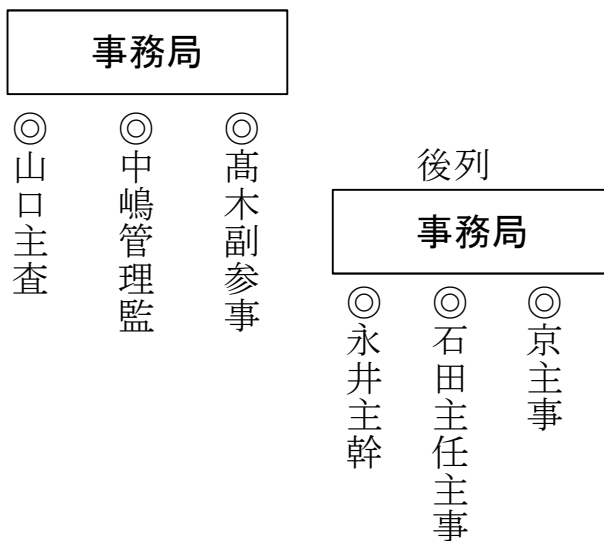 事務局
◎髙木副参事
◎中嶋管理監
◎山口主査
後列
事務局
◎京主事
◎石田主任主事
◎永井主幹